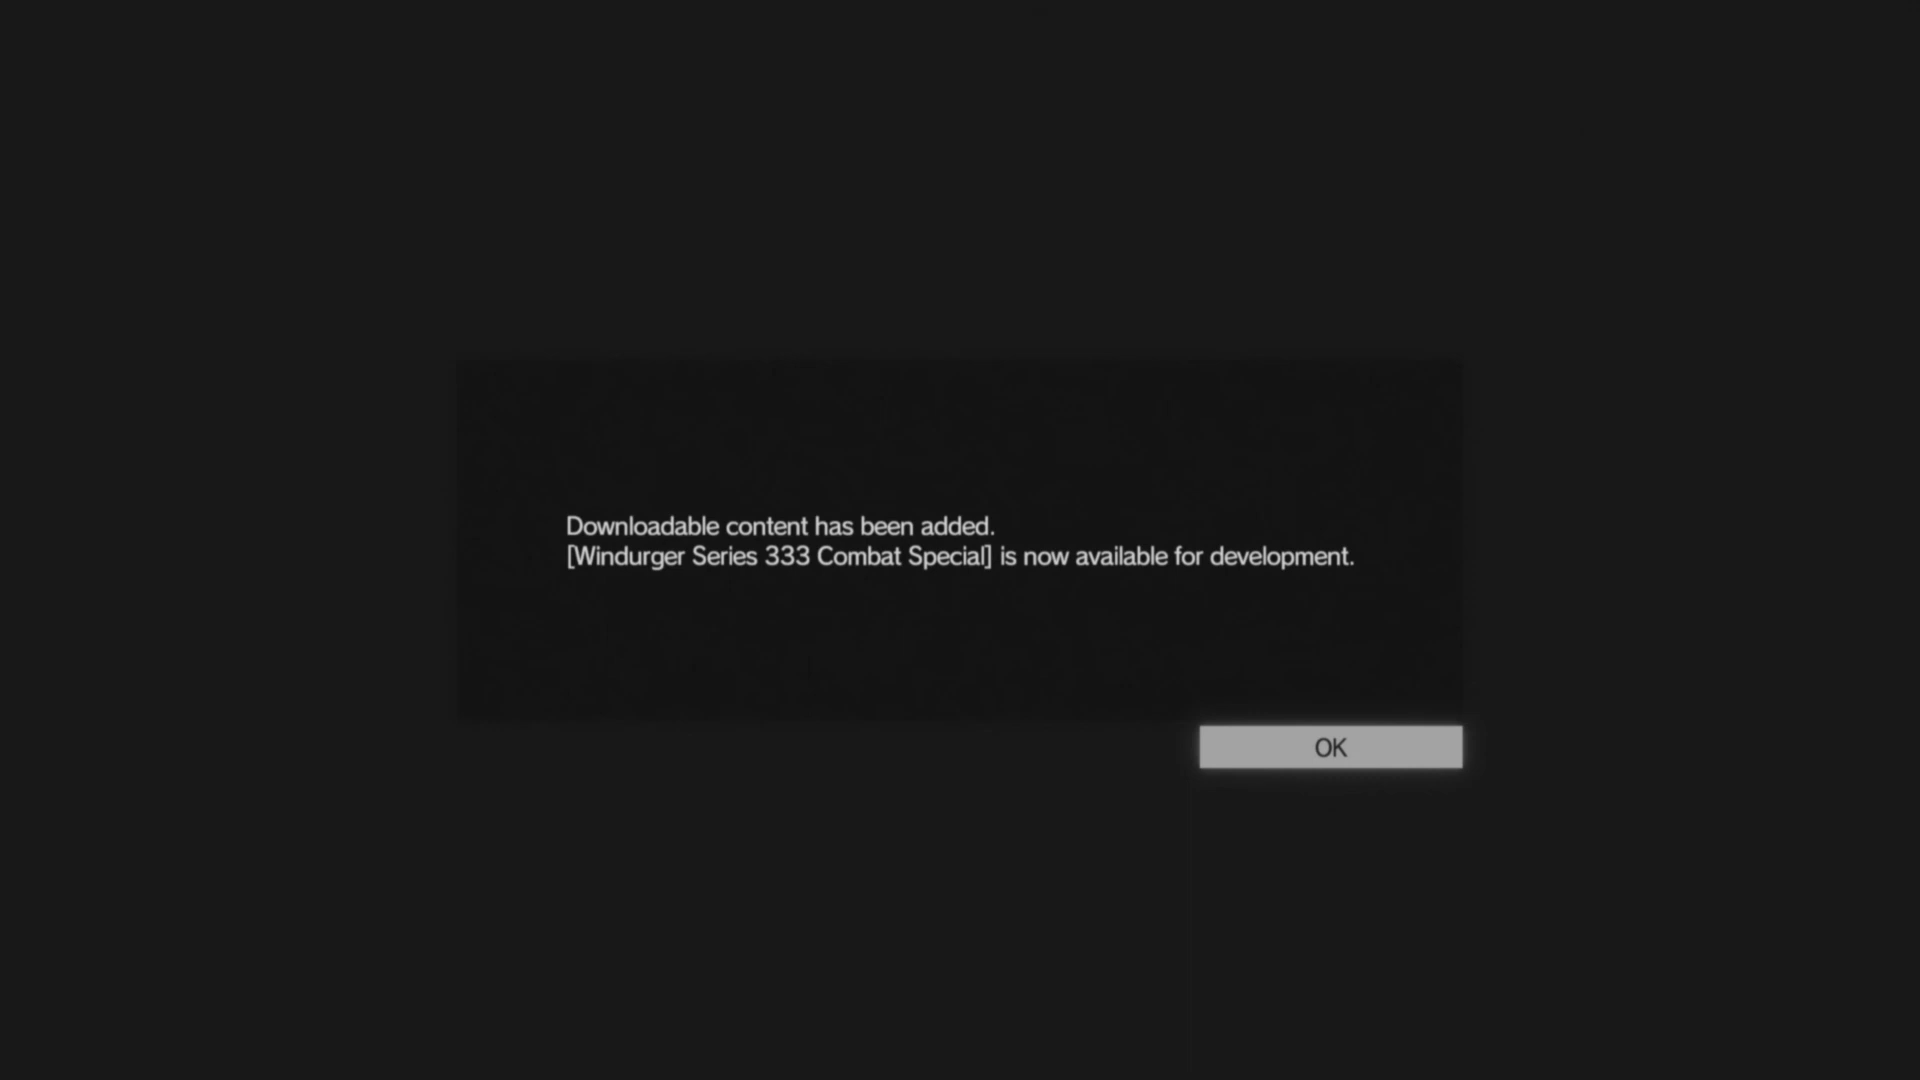 Downloadable content has been added.
[Windurger Series 333 Combat Special] is now available for development.
OK